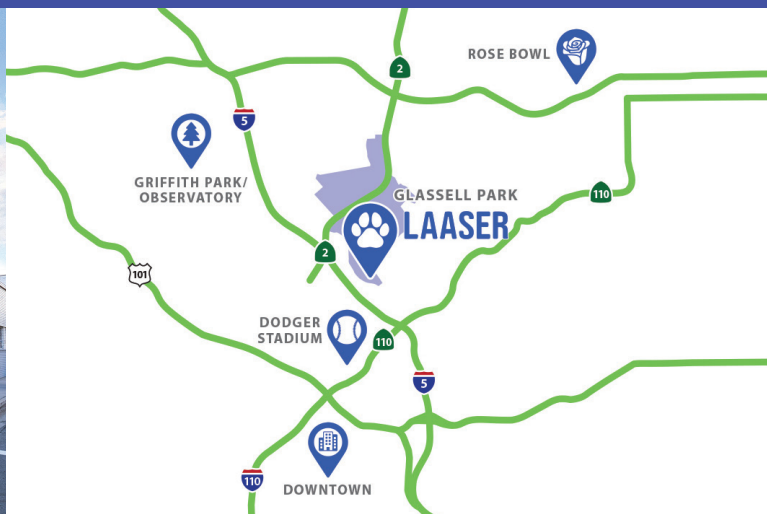 2
ROSE BOWL
5
GRIFFITH PARK/
OBSERVATORY
GLASSELL PARK
110
LAASER
2
101
DODGER
STADIUM
110
5
110
DOWNTOWN